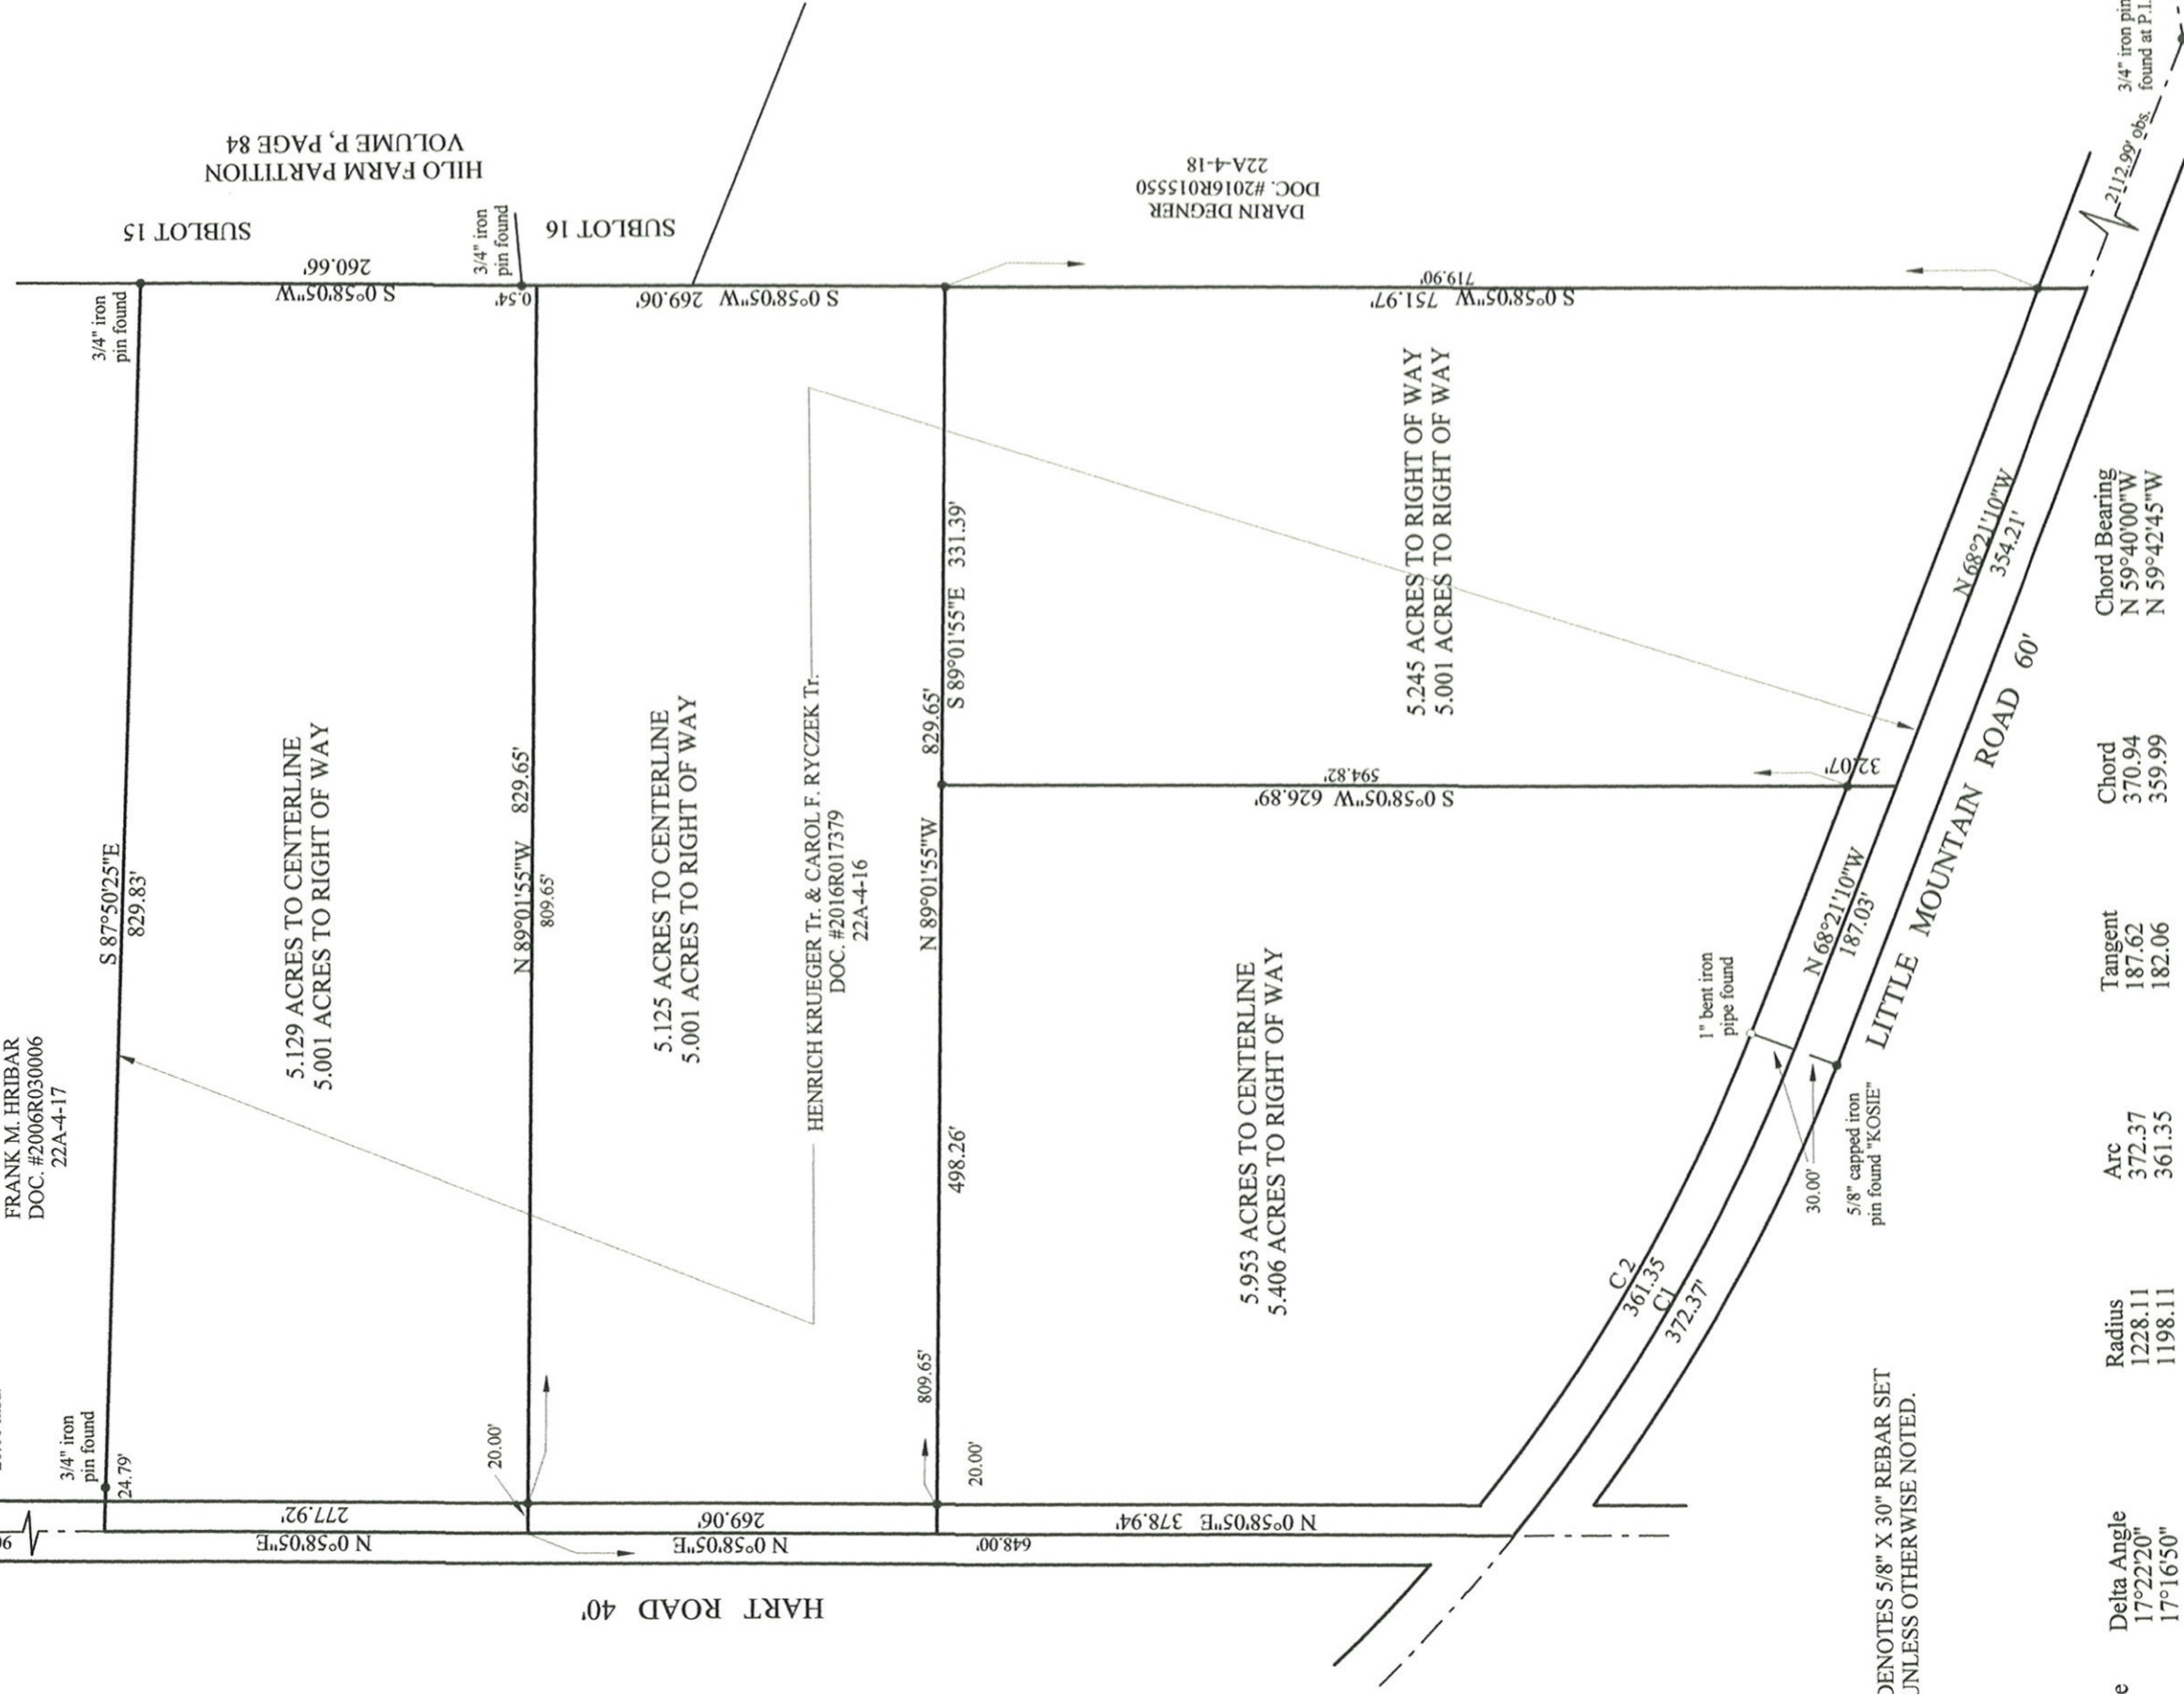 FRANK M. HRIBAR
DOC. #2006R030006
22A-4-17
3/4" iron
pin found
24.79'
S 87°50'25"E
829.83'
3/4" iron
pin found
SUBLOT 15
HILO FARM PARTITION
VOLUME P, PAGE 84
S 0°58'05"W
260.66'
3/4" iron
pin found
0.54'
SUBLOT 16
S 0°58'05"W 269.06'
DARIN DEGNER
DOC. #2016R015550
22A-4-18
S 0°58'05"W 751.97'
719.90'
5.129 ACRES TO CENTERLINE
5.001 ACRES TO RIGHT OF WAY
N 0°58'05"E
277.92'
20.00'
N 89°01'55"W 829.65'
809.65'
5.125 ACRES TO CENTERLINE
5.001 ACRES TO RIGHT OF WAY
N 0°58'05"E
269.06'
HENRICH KRUEGER Tr. & CAROL F. RYCZEK Tr.
DOC. #2016R017379
22A-4-16
809.65'
20.00'
N 89°01'55"W
829.65'
498.26'
S 89°01'55"E 331.39'
648.00'
N 0°58'05"E 378.94'
HART ROAD 40'
5.953 ACRES TO CENTERLINE
5.406 ACRES TO RIGHT OF WAY
S 0°58'05"W 626.89'
594.82'
32.07'
5.245 ACRES TO RIGHT OF WAY
5.001 ACRES TO RIGHT OF WAY
C 2
361.35
C1
372.37'
1" bent iron
pipe found
30.00'
5/8" capped iron
pin found "KOSIE"
N 68°21'10"W
187.03'
N 68°21'10"W
354.21'
LITTLE MOUNTAIN ROAD 60'
2112.99' obs.
3/4" iron pin
found at P.I.
DENOTES 5/8" X 30" REBAR SET
UNLESS OTHERWISE NOTED.
Delta Angle Radius Arc Tangent Chord Chord Bearing
17°22'20" 1228.11 372.37 187.62 370.94 N 59°40'00"W
17°16'50" 1198.11 361.35 182.06 359.99 N 59°42'45"W